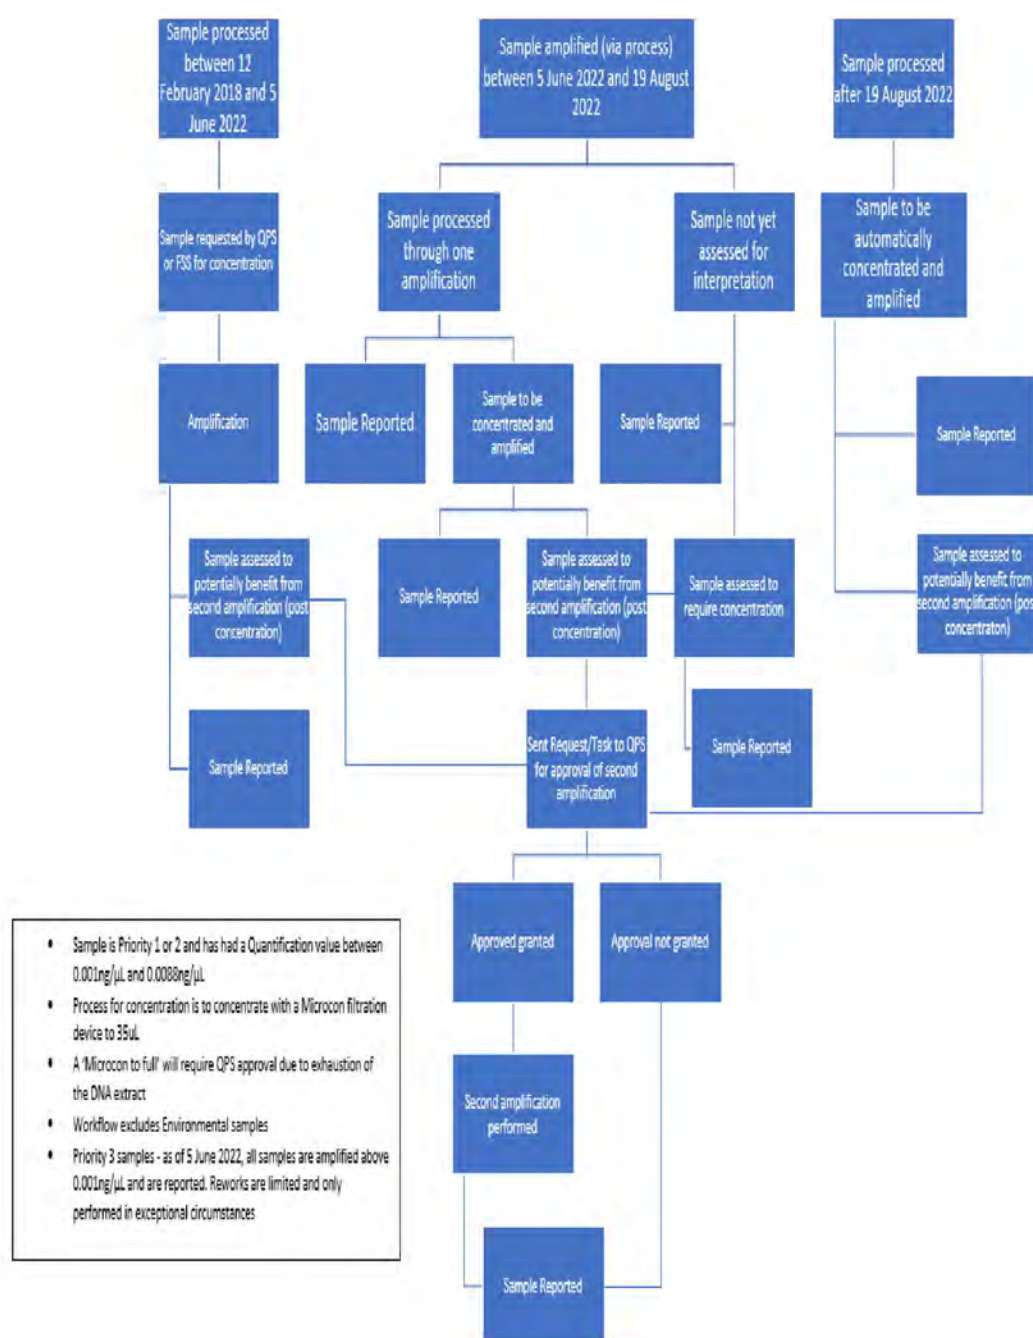 Sample processed
between 12
February 2018 and 5
June 2022
Sample amplified (via process)
between 5 June 2022 and 19 August
2022
Sample processed
after 19 August 2022
Sample requested by QPS
or FSS for concentration
Sample processed
through one
amplification
Sample not yet
assessed for
interpretation
Sample to be
automatically
concentrated and
amplified
Amplification
Sample Reported
Sample to be
concentrated and
amplified
Sample Reported
Sample Reported
Sample assessed to
potentially benefit from
second amplification (post
concentration)
Sample Reported
Sample assessed to
potentially benefit from
second amplification (post
concentration)
Sample assessed to
require concentration
Sample assessed to
potentially benefit from
second amplification (post
concentraton)
Sample Reported
Sent Request/Task to QPS
for approval of second
amplification
Sample Reported
Approved granted
Approval not granted
• Sample is Priority 1 or 2 and has had a Quantification value between
0.001ng/µL and 0.0088ng/µL
• Process for concentration is to concentrate with a Microcon filtration
device to 35uL
• A 'Microcon to full' will require QPS approval due to exhaustion of
the DNA extract
• Workflow excludes Environmental samples
• Priority 3 samples - as of 5 June 2022, all samples are amplified above
0.001ng/µL and are reported. Reworks are limited and only
performed in exceptional circumstances
Second amplification
performed
Sample Reported